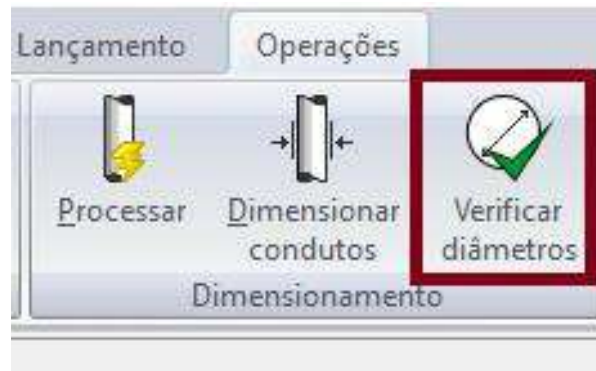 Lançamento Operações
Processar Dimensionar Verificar
condutos diâmetros
Dimensionamento